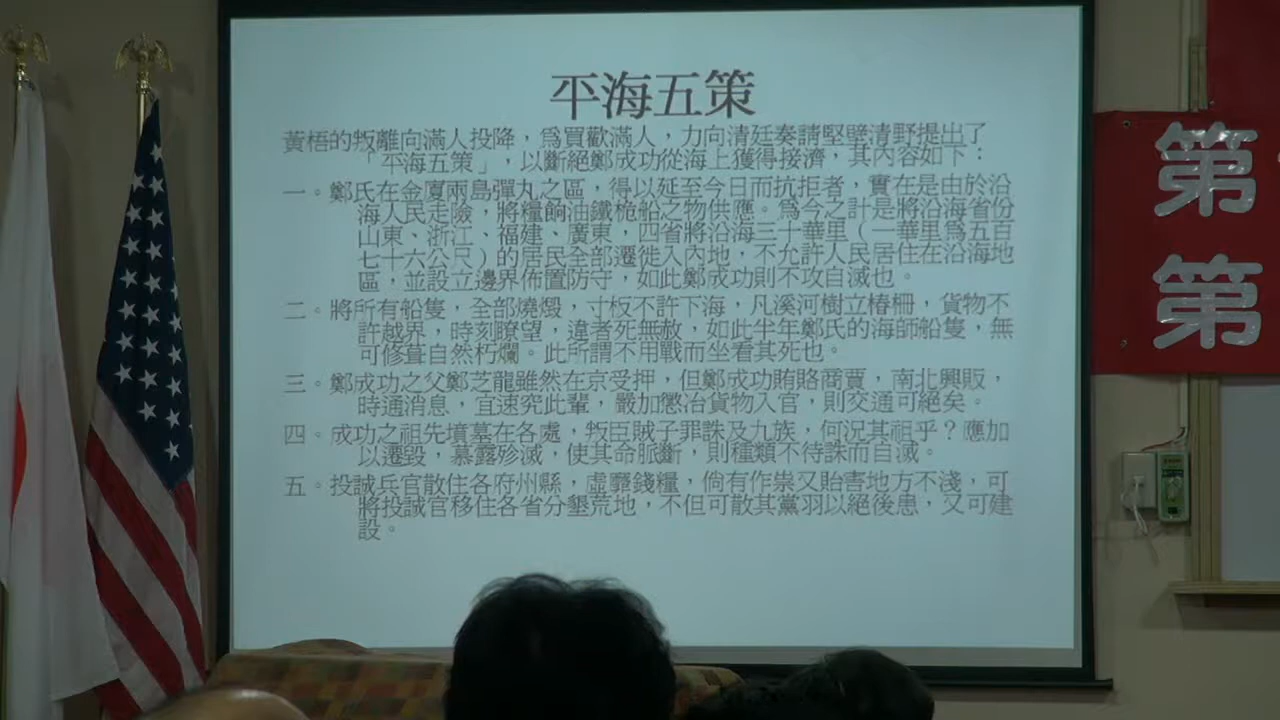 平海五策
黃梧的叛離向滿人投降，為買歡滿人，力向清廷奏請堅壁清野提出了
「平海五策」，以斷絕鄭成功從海上獲得接濟，其內容如下：
一。鄭氏在金廈兩島彈丸之區，得以延至今日而抗拒者，實在是由於沿
海人民走險，將糧餉油鐵桅船之物供應。為今之計是將沿海省份
山東、浙江、福建、廣東，四省將沿海三十華里（一華里為五百
七十六公尺）的居民全部遷徙入內地，不允許人民居住在沿海地
區，並設立邊界佈置防守，如此鄭成功則不攻自滅也。
二。將所有船隻，全部燒燬，寸板不許下海，凡溪河樹立樁柵，貨物不
許越界，時刻瞭望，違者死無赦，如此半年鄭氏的海師船隻，無
可修葺自然朽爛。此所謂不用戰而坐看其死也。
三。鄭成功之父鄭芝龍雖然在京受押，但鄭成功賄賂商賈，南北興販，
時通消息，宜速究此輩，嚴加懲治貨物入官，則交通可絕矣。
四。成功之祖先墳墓在各處，叛臣賊子罪誅及九族，何況其祖乎？應加
以遷毀，暴露殄滅，使其命脈斷，則種類不待誅而自滅。
五。投誠兵官散住各府州縣，虛靡錢糧，倘有作祟又貽害地方不淺，可
將投誠官移住各省分墾荒地，不但可散其黨羽以絕後患，又可建
設。
第
第